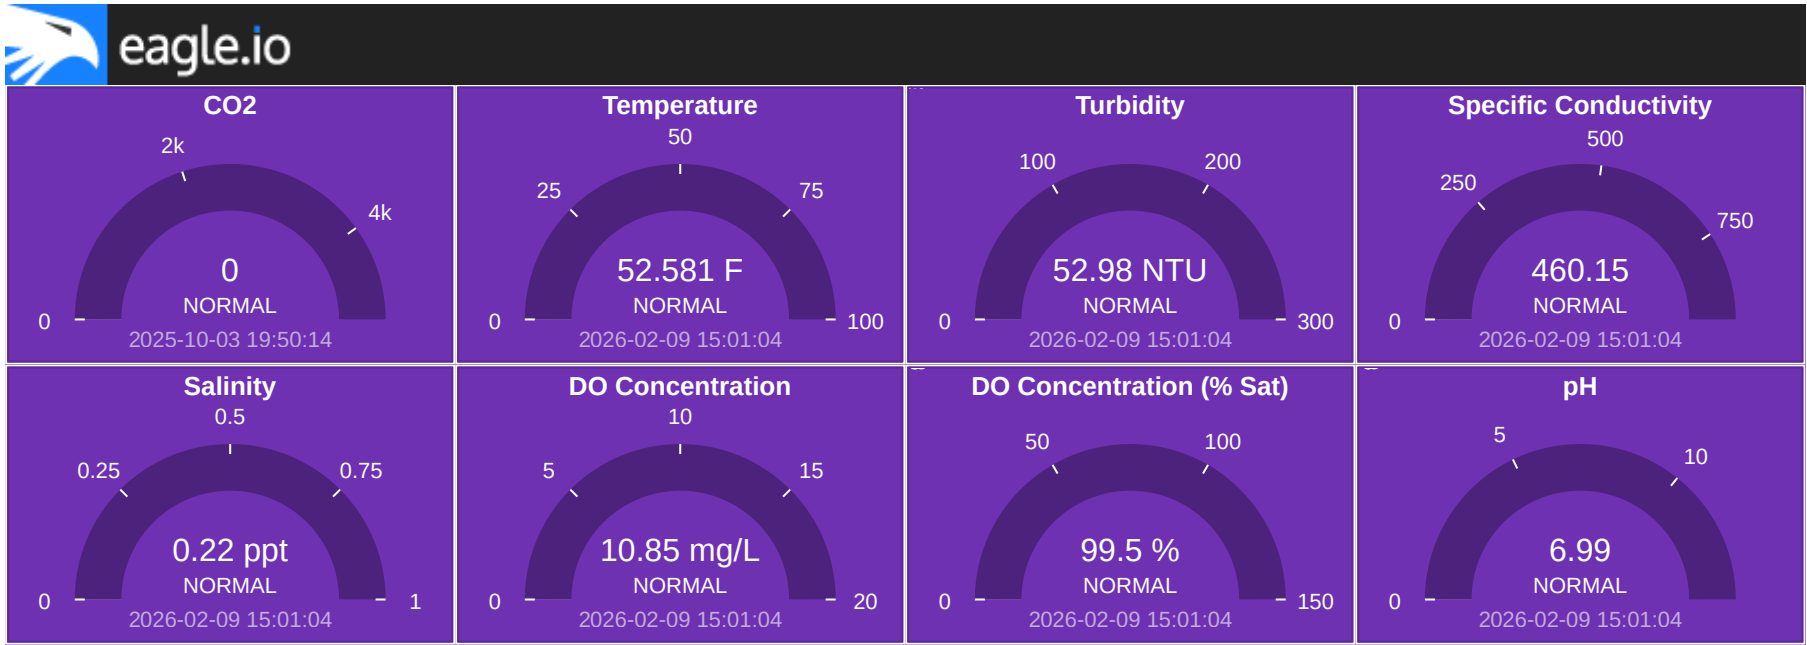 eagle.io
CO2
2k
4k
0
0
NORMAL
2025-10-03 19:50:14
Temperature
50
25
75
52.581 F
NORMAL
0
100
2026-02-09 15:01:04
Turbidity
100
200
52.98 NTU
NORMAL
0
300
2026-02-09 15:01:04
Specific Conductivity
500
250
750
460.15
NORMAL
0
2026-02-09 15:01:04
Salinity
0.5
0.25
0.75
0.22 ppt
NORMAL
0
1
2026-02-09 15:01:04
DO Concentration
10
5
15
10.85 mg/L
NORMAL
0
20
2026-02-09 15:01:04
DO Concentration (% Sat)
50
100
99.5 %
NORMAL
0
150
2026-02-09 15:01:04
pH
5
10
6.99
NORMAL
0
2026-02-09 15:01:04